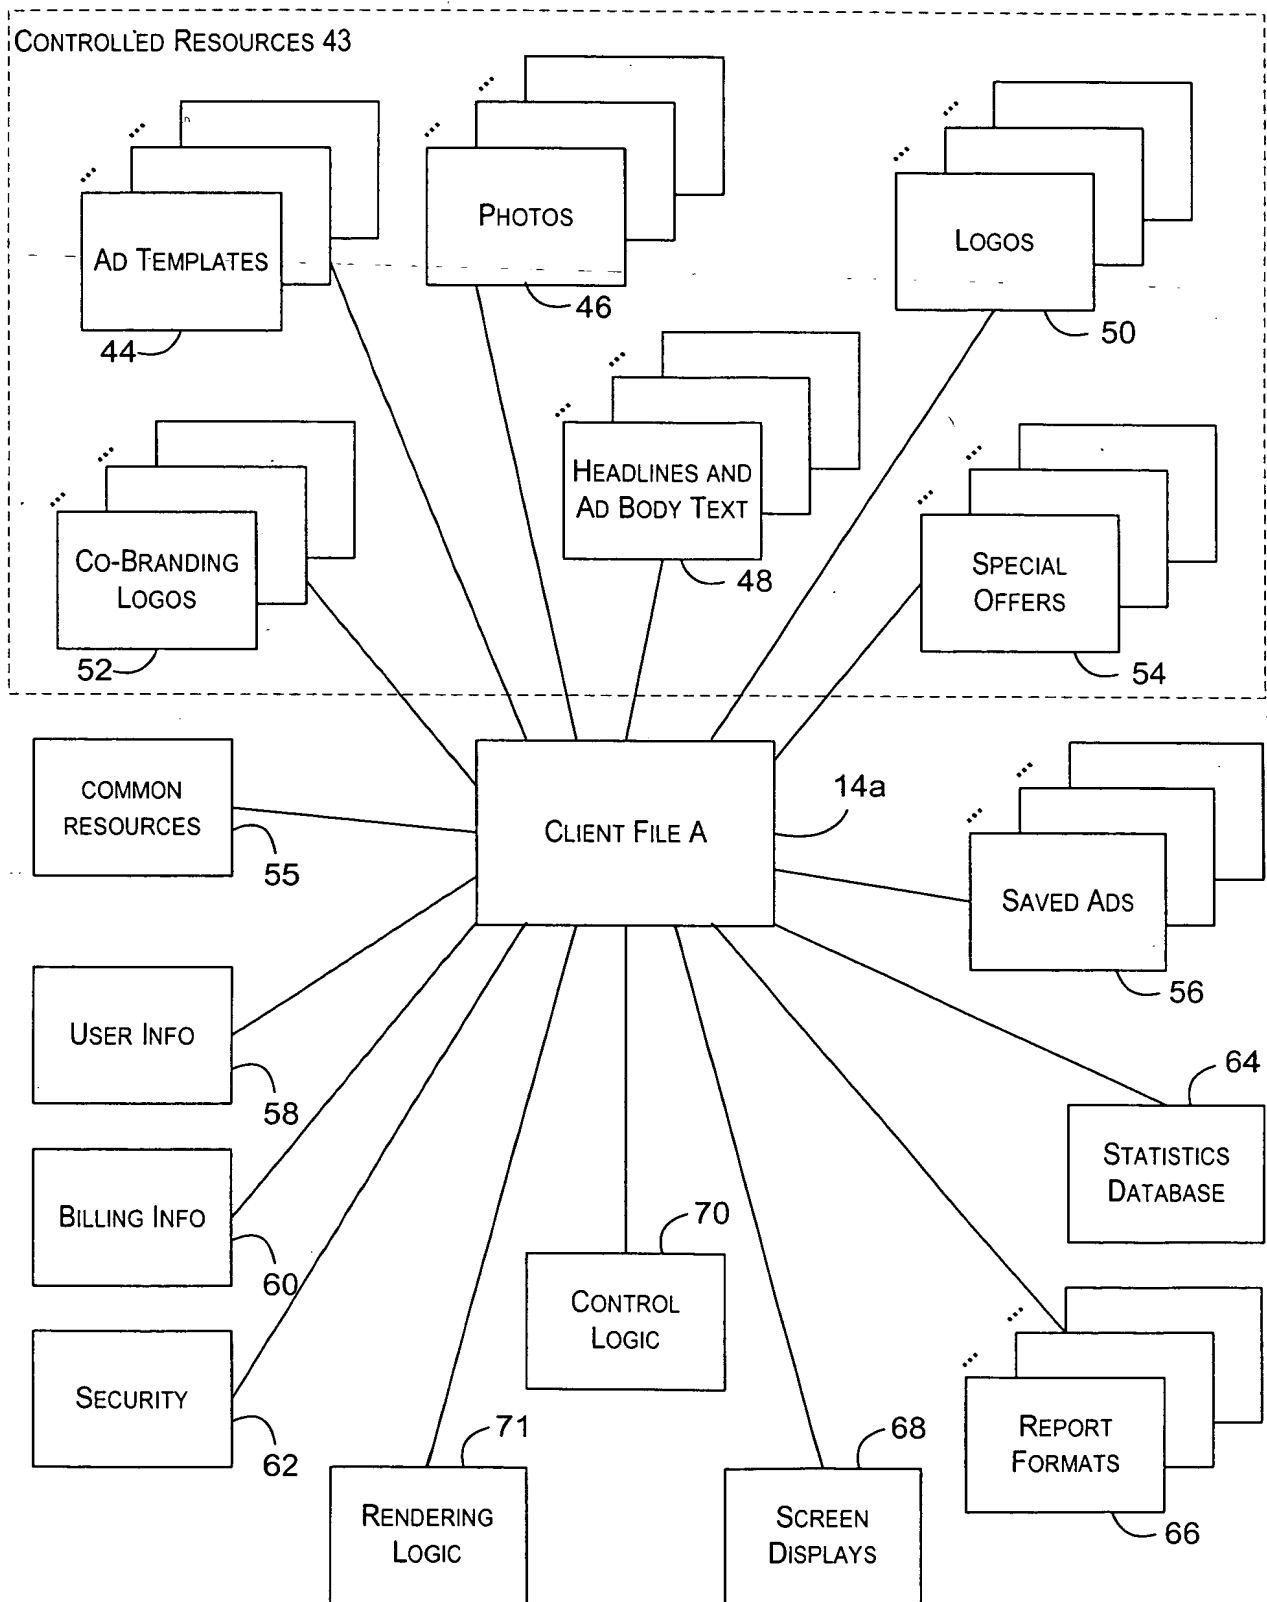 CONTROLLED RESOURCES 43
AD TEMPLATES
44
PHOTOS
46
LOGOS
50
CO-BRANDING
LOGOS
52
HEADLINES AND
AD BODY TEXT
48
SPECIAL
OFFERS
54
COMMON
RESOURCES
55
CLIENT FILE A
14a
SAVED ADS
56
USER INFO
58
64
STATISTICS
DATABASE
BILLING INFO
60
70
CONTROL
LOGIC
SECURITY
62
71
RENDERING
LOGIC
68
SCREEN
DISPLAYS
REPORT
FORMATS
66